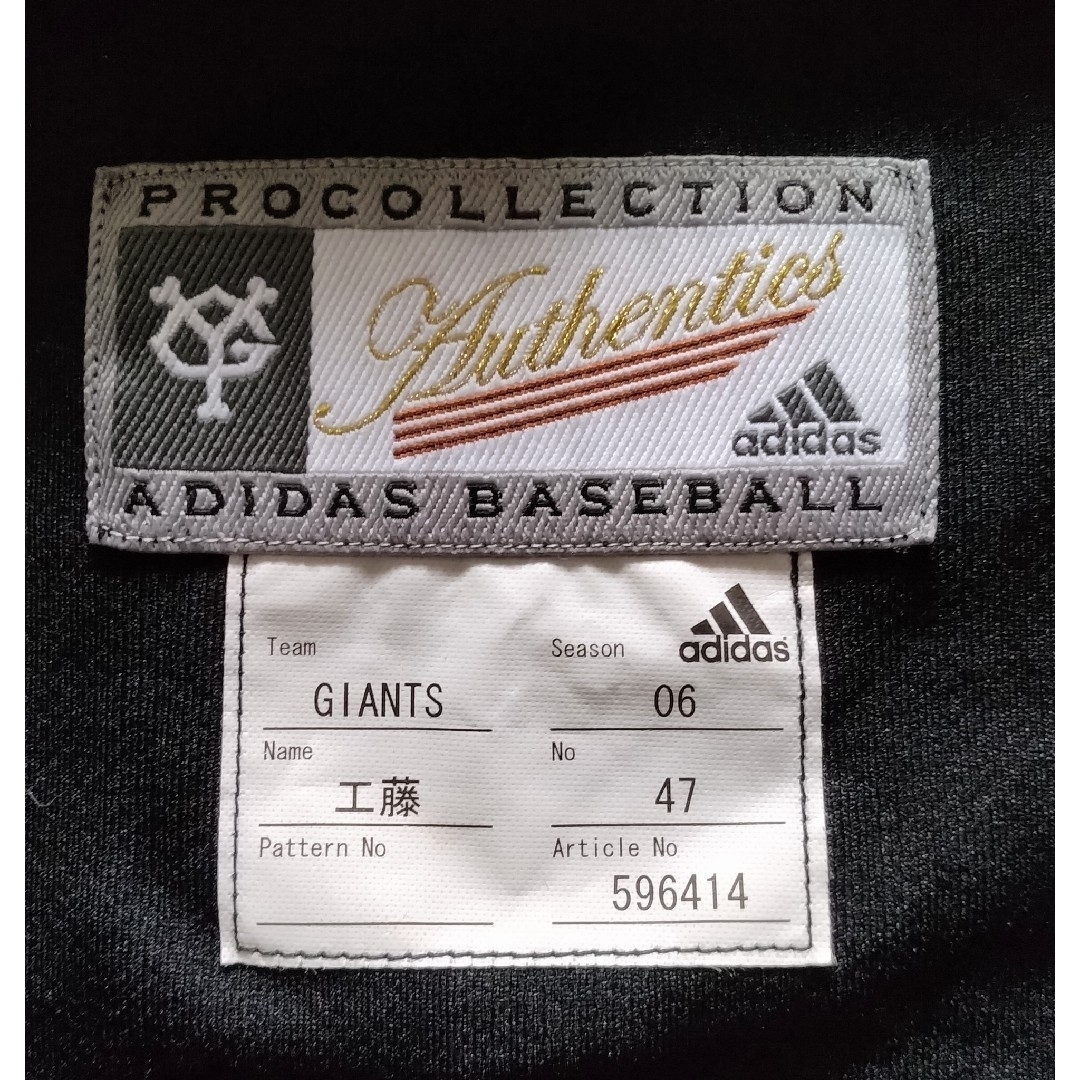 PROCOLLECTION
YG
Authentics
adidas
ADIDAS BASEBALL
adidas
Team Season
GIANTS 06
Name No
工藤 47
Pattern No Article No
596414